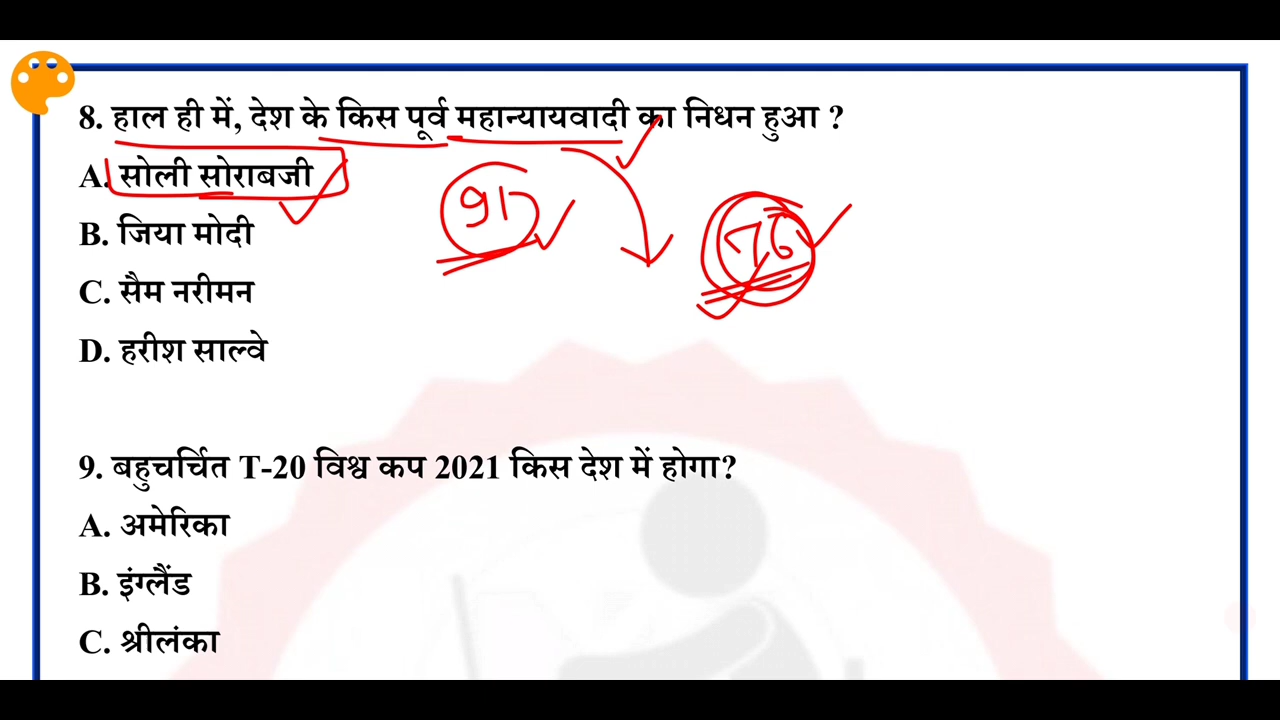 8. हाल ही में, देश के किस पूर्व महान्यायवादी का निधन हुआ ?
A. सोली सोराबजी
91
76
B. जिया मोदी
C. सैम नरीमन
D. हरीश साल्वे
9. बहुचर्चित T-20 विश्व कप 2021 किस देश में होगा?
A. अमेरिका
B. इंग्लैंड
C. श्रीलंका